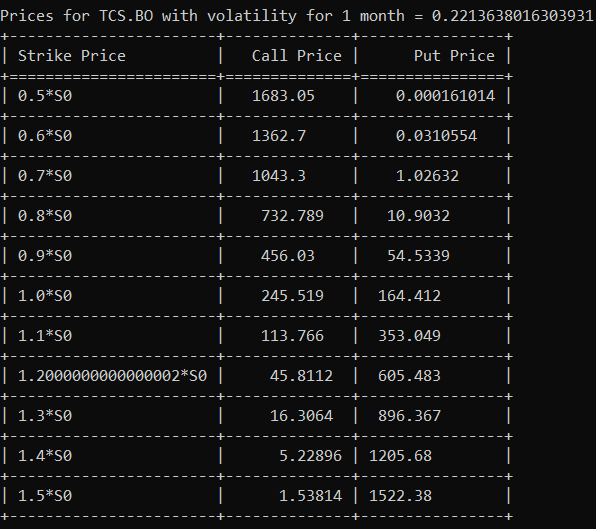 Prices for TCS.BO with volatility for 1 month = 0.2213638016303931
+-----------------------+--------------+----------------+
| Strike Price          |   Call Price |      Put Price |
+=======================+==============+================+
| 0.5*S0                |   1683.05    |    0.000161014 |
+-----------------------+--------------+----------------+
| 0.6*S0                |   1362.7     |    0.0310554   |
+-----------------------+--------------+----------------+
| 0.7*S0                |   1043.3     |    1.02632     |
+-----------------------+--------------+----------------+
| 0.8*S0                |    732.789   |   10.9032      |
+-----------------------+--------------+----------------+
| 0.9*S0                |    456.03    |   54.5339      |
+-----------------------+--------------+----------------+
| 1.0*S0                |    245.519   |  164.412       |
+-----------------------+--------------+----------------+
| 1.1*S0                |    113.766   |  353.049       |
+-----------------------+--------------+----------------+
| 1.2000000000000002*S0 |     45.8112  |  605.483       |
+-----------------------+--------------+----------------+
| 1.3*S0                |     16.3064  |  896.367       |
+-----------------------+--------------+----------------+
| 1.4*S0                |      5.22896 | 1205.68        |
+-----------------------+--------------+----------------+
| 1.5*S0                |      1.53814 | 1522.38        |
+-----------------------+--------------+----------------+